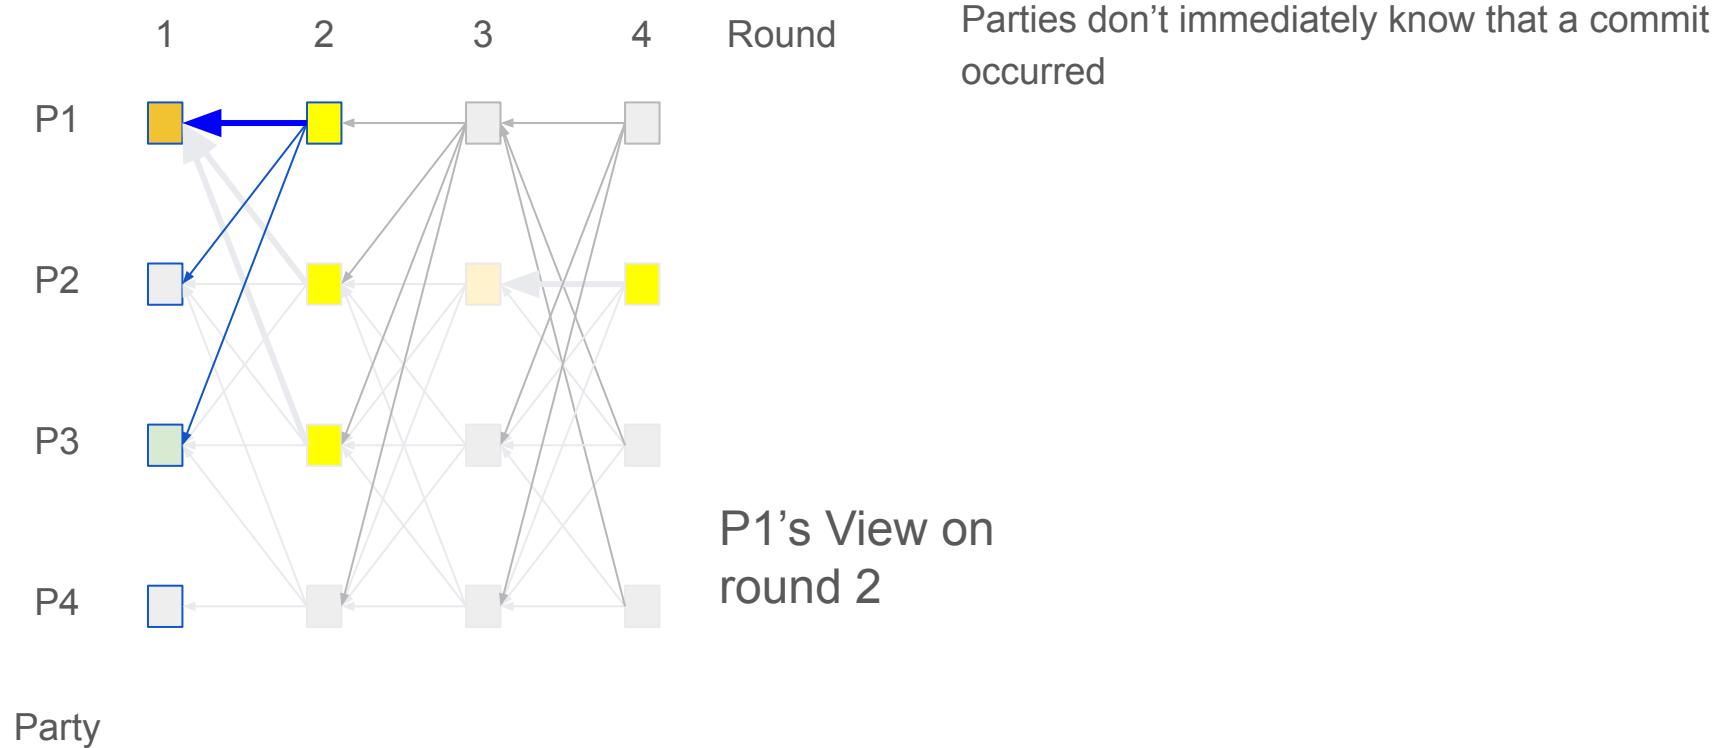 1 2 3 4 Round
Parties don’t immediately know that a commit
occurred
P1
P2
P3
P4
P1’s View on
round 2
Party